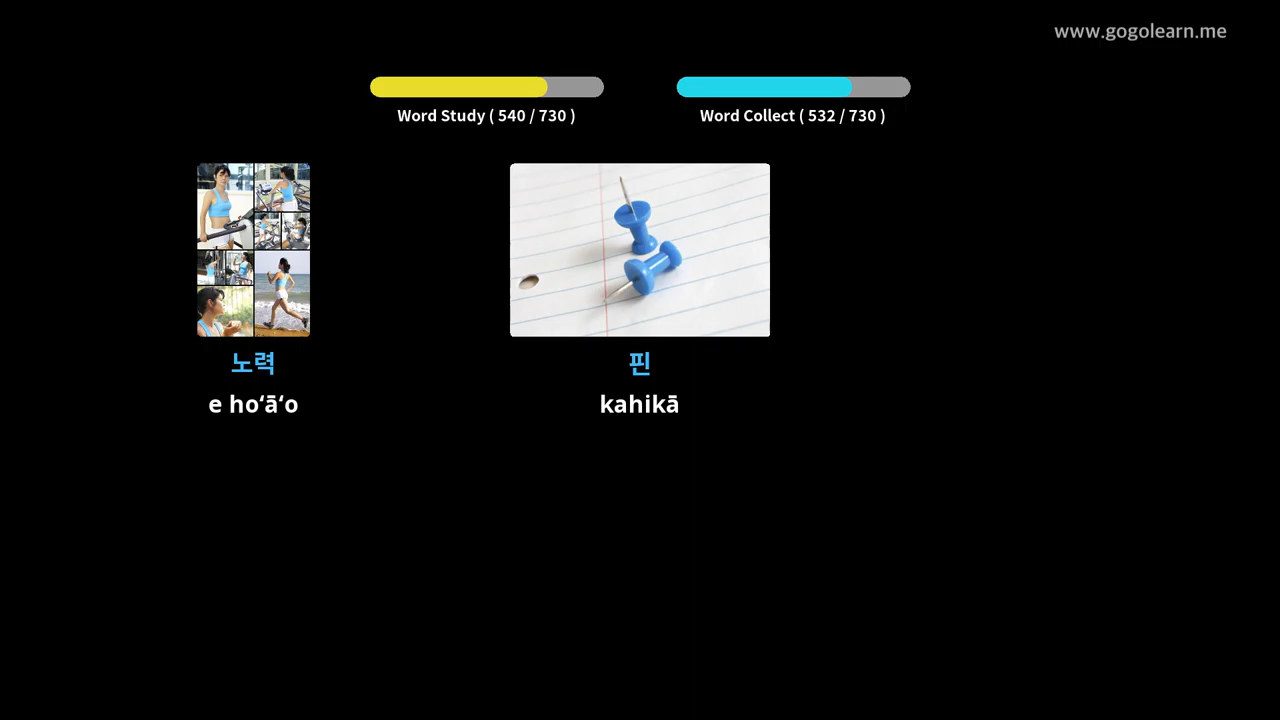 www.gogolearn.me
Word Study ( 540 / 730 )
Word Collect ( 532 / 730 )
노력
e hoʻāʻo
핀
kahikā